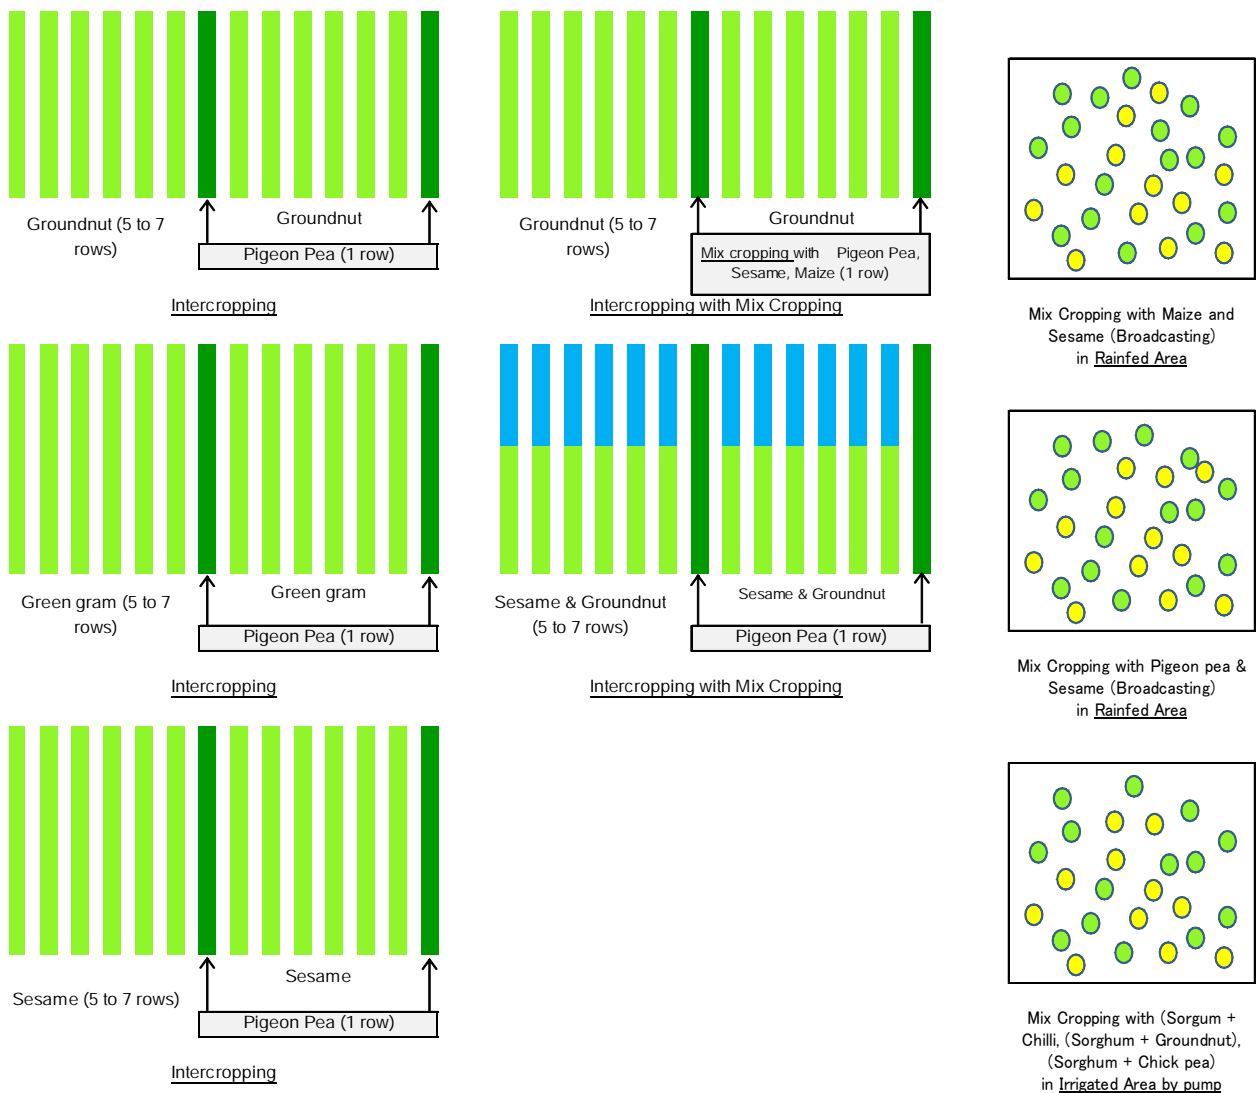 Groundnut (5 to 7
rows)
Groundnut
Pigeon Pea (1 row)
Intercropping
Groundnut (5 to 7
rows)
Groundnut
Mix cropping with Pigeon Pea,
Sesame, Maize (1 row)
Intercropping with Mix Cropping
Mix Cropping with Maize and
Sesame (Broadcasting)
in Rainfed Area
Green gram (5 to 7
rows)
Green gram
Pigeon Pea (1 row)
Intercropping
Sesame & Groundnut
(5 to 7 rows)
Sesame & Groundnut
Pigeon Pea (1 row)
Intercropping with Mix Cropping
Mix Cropping with Pigeon pea &
Sesame (Broadcasting)
in Rainfed Area
Sesame (5 to 7 rows)
Sesame
Pigeon Pea (1 row)
Intercropping
Mix Cropping with (Sorgum +
Chilli, (Sorghum + Groundnut),
(Sorghum + Chick pea)
in Irrigated Area by pump